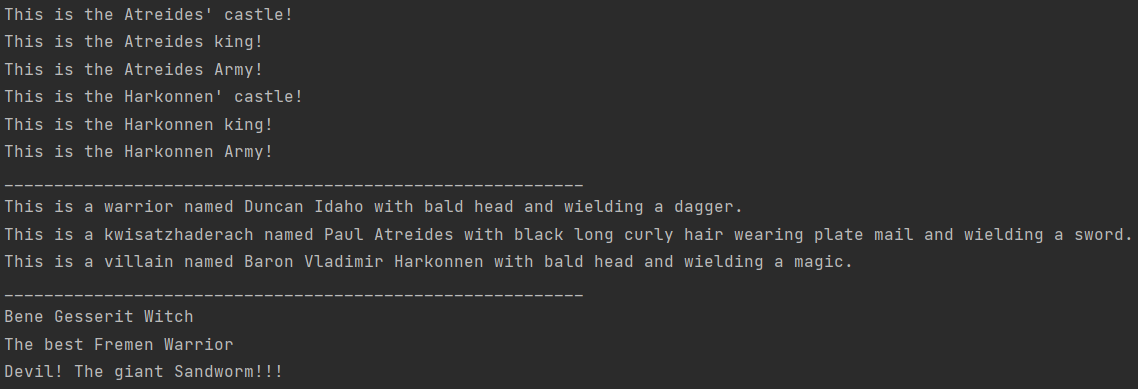 This is the Atreides' castle!
This is the Atreides king!
This is the Atreides Army!
This is the Harkonnen' castle!
This is the Harkonnen king!
This is the Harkonnen Army!
__________________________________________________________
This is a warrior named Duncan Idaho with bald head and wielding a dagger.
This is a kwisatzhaderach named Paul Atreides with black long curly hair wearing plate mail and wielding a sword.
This is a villain named Baron Vladimir Harkonnen with bald head and wielding a magic.
__________________________________________________________
Bene Gesserit Witch
The best Fremen Warrior
Devil! The giant Sandworm!!!